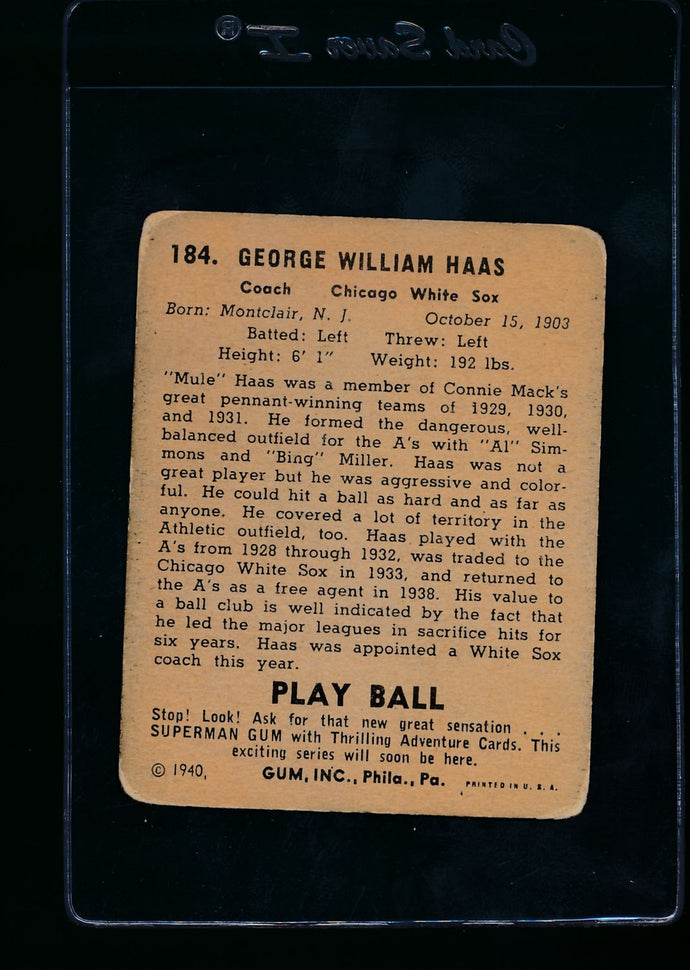 Card Saver I ®
184. GEORGE WILLIAM HAAS
Coach Chicago White Sox
Born: Montclair, N. J. October 15, 1903
Batted: Left Threw: Left
Height: 6' 1" Weight: 192 lbs.
"Mule" Haas was a member of Connie Mack's
great pennant-winning teams of 1929, 1930,
and 1931. He formed the dangerous, well-
balanced outfield for the A's with "Al" Sim-
mons and "Bing" Miller. Haas was not a
great player but he was aggressive and color-
ful. He could hit a ball as hard and as far as
anyone. He covered a lot of territory in the
Athletic outfield, too. Haas played with the
A's from 1928 through 1932, was traded to the
Chicago White Sox in 1933, and returned to
the A's as a free agent in 1938. His value to
a ball club is well indicated by the fact that
he led the major leagues in sacrifice hits for
six years. Haas was appointed a White Sox
coach this year.
PLAY BALL
Stop! Look! Ask for that new great sensation . . .
SUPERMAN GUM with Thrilling Adventure Cards. This
exciting series will soon be here.
© 1940, GUM, INC., Phila., Pa. PRINTED IN U. S. A.